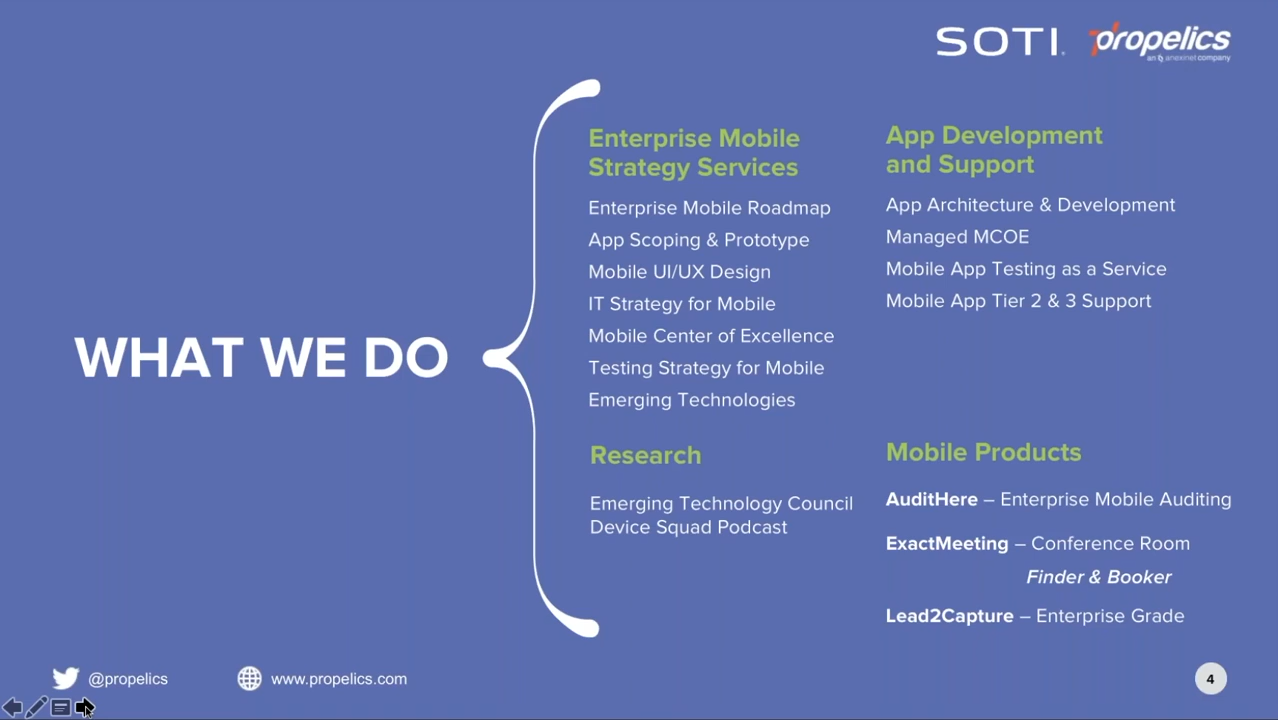 SOTI
propelics
an anexinet company
WHAT WE DO
Enterprise Mobile
Strategy Services
Enterprise Mobile Roadmap
App Scoping & Prototype
Mobile UI/UX Design
IT Strategy for Mobile
Mobile Center of Excellence
Testing Strategy for Mobile
Emerging Technologies
Research
Emerging Technology Council
Device Squad Podcast
App Development
and Support
App Architecture & Development
Managed MCOE
Mobile App Testing as a Service
Mobile App Tier 2 & 3 Support
Mobile Products
AuditHere – Enterprise Mobile Auditing
ExactMeeting – Conference Room
Finder & Booker
Lead2Capture – Enterprise Grade
@propelics
www.propelics.com
4